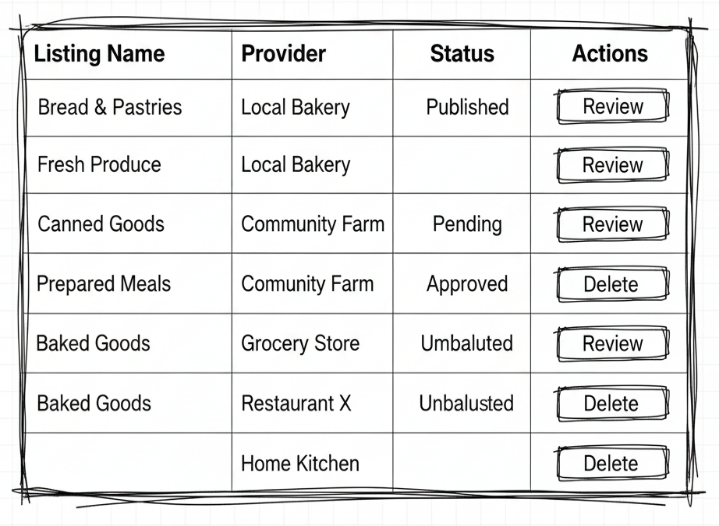 Listing Name Provider Status Actions
Bread & Pastries Local Bakery Published Review
Fresh Produce Local Bakery Review
Canned Goods Community Farm Pending Review
Prepared Meals Comunity Farm Approved Delete
Baked Goods Grocery Store Umbaluted Review
Baked Goods Restaurant X Unbalusted Delete
Home Kitchen Delete